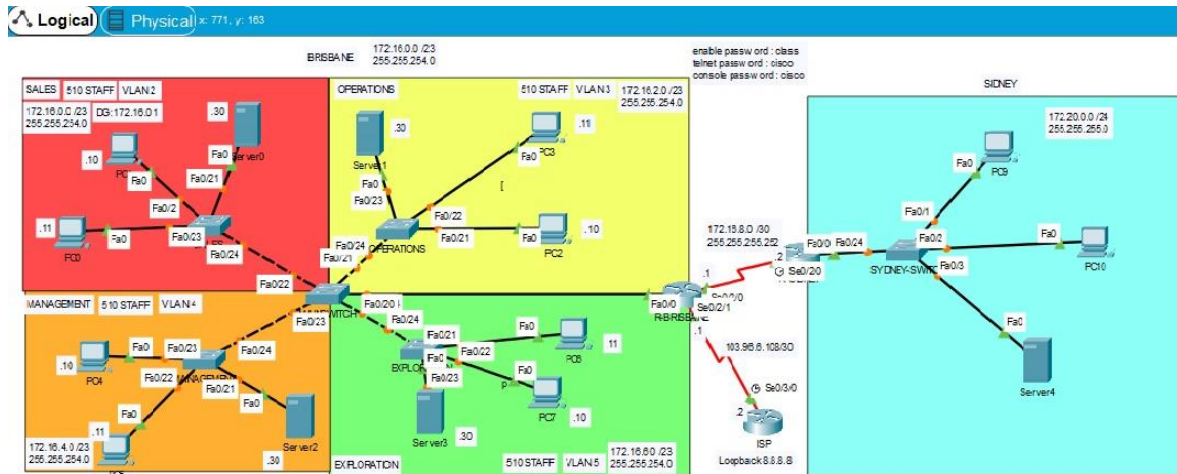 Logical
Physical
x: 771, y: 163
BRISBANE
172.16.0.0 /23
255.255.254.0
enable password : class
telnet password : cisco
console password : cisco
SIDNEY
SALES
510 STAFF
VLAN 2
172.16.0.0 /23
255.255.254.0
DG:172.16.0.1
.30
Server0
.10
Fa0
Fa0
Fa0/21
Fa0/2
.11
Fa0
Fa0/23
Fa0/24
PC0
OPERATIONS
510 STAFF
VLAN 3
172.16.2.0 /23
255.255.254.0
.30
Server1
.11
PC3
Fa0
[
Fa0
Fa0/23
Fa0/22
Fa0/21
Fa0
.10
PC2
Fa0/24
OPERATIONS
Fa0/21
172.20.0.0 /24
255.255.255.0
PC9
Fa0
Fa0/1
Fa0/24
Fa0/2
Fa0
Fa0/3
SYDNEY-SWITC
PC10
Fa0
Server4
255.255.255.252
.2
Se0/2/0
.1
Fa0/0
R-BRISBANE
Se0/2/1
.1
103.96.6.108/30
Se0/3/0
.2
ISP
Loopback 8.8.8.8
Fa0/22
MANAGEMENT
510 STAFF
VLAN 4
Fa0/23
Fa0/24
Fa0
Fa0/23
Fa0/24
.10
PC4
MANAGEMENT
Fa0/22
Fa0/21
Fa0
Fa0
.11
172.16.4.0 /23
255.255.254.0
Server2
.30
Fa0/21
Fa0/22
Fa0
PC6
11
Fa0
Fa0/23
Fa0
PC7
.10
Server3
.30
EXPLORATION
510 STAFF
VLAN 5
172.16.6.0 /23
255.255.254.0